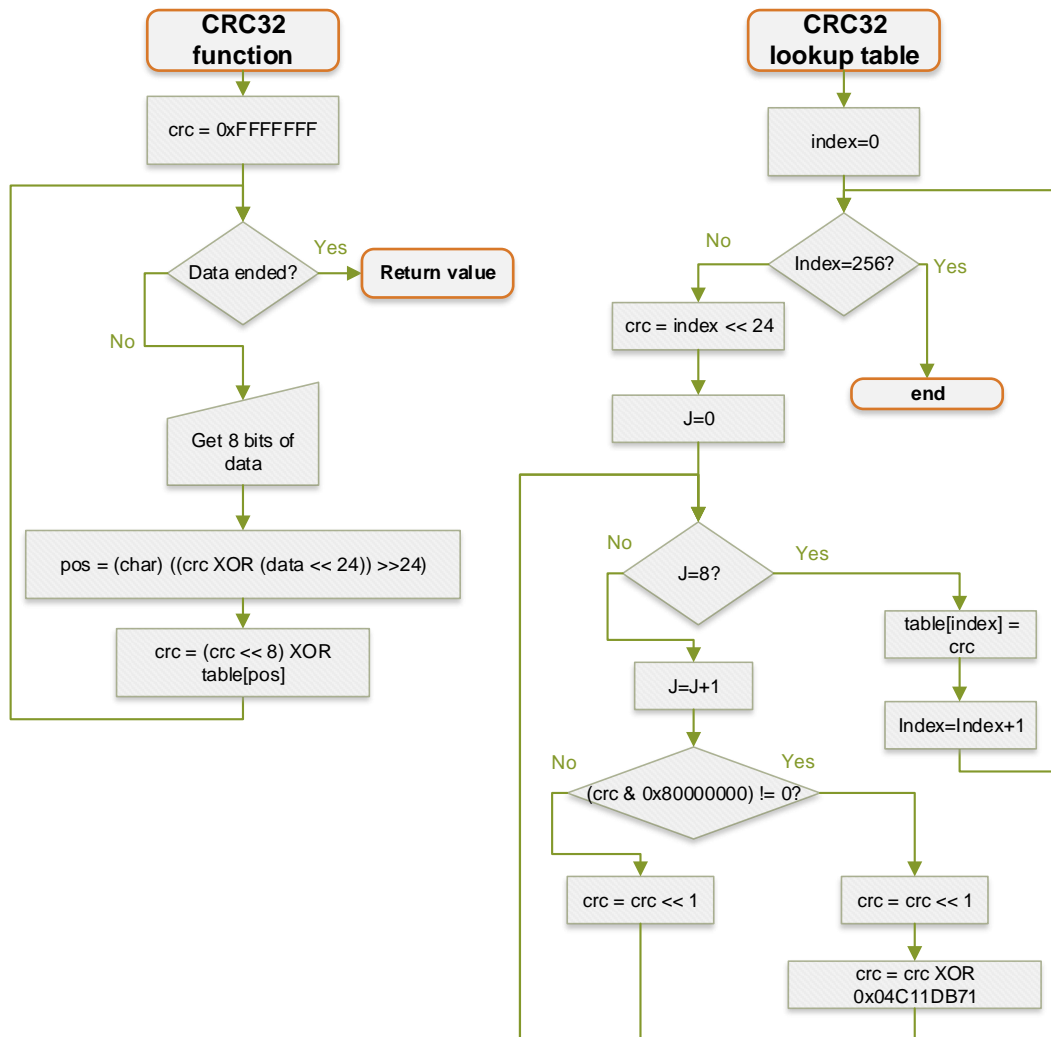 CRC32
function
crc = 0xFFFFFFF
Data ended?
Yes
Return value
No
Get 8 bits of
data
pos = (char) ((crc XOR (data << 24)) >>24)
crc = (crc << 8) XOR
table[pos]
CRC32
lookup table
index=0
Index=256?
No
Yes
crc = index << 24
end
J=0
J=8?
No
Yes
table[index] =
crc
J=J+1
Index=Index+1
(crc & 0x80000000) != 0?
No
Yes
crc = crc << 1
crc = crc << 1
crc = crc XOR
0x04C11DB71